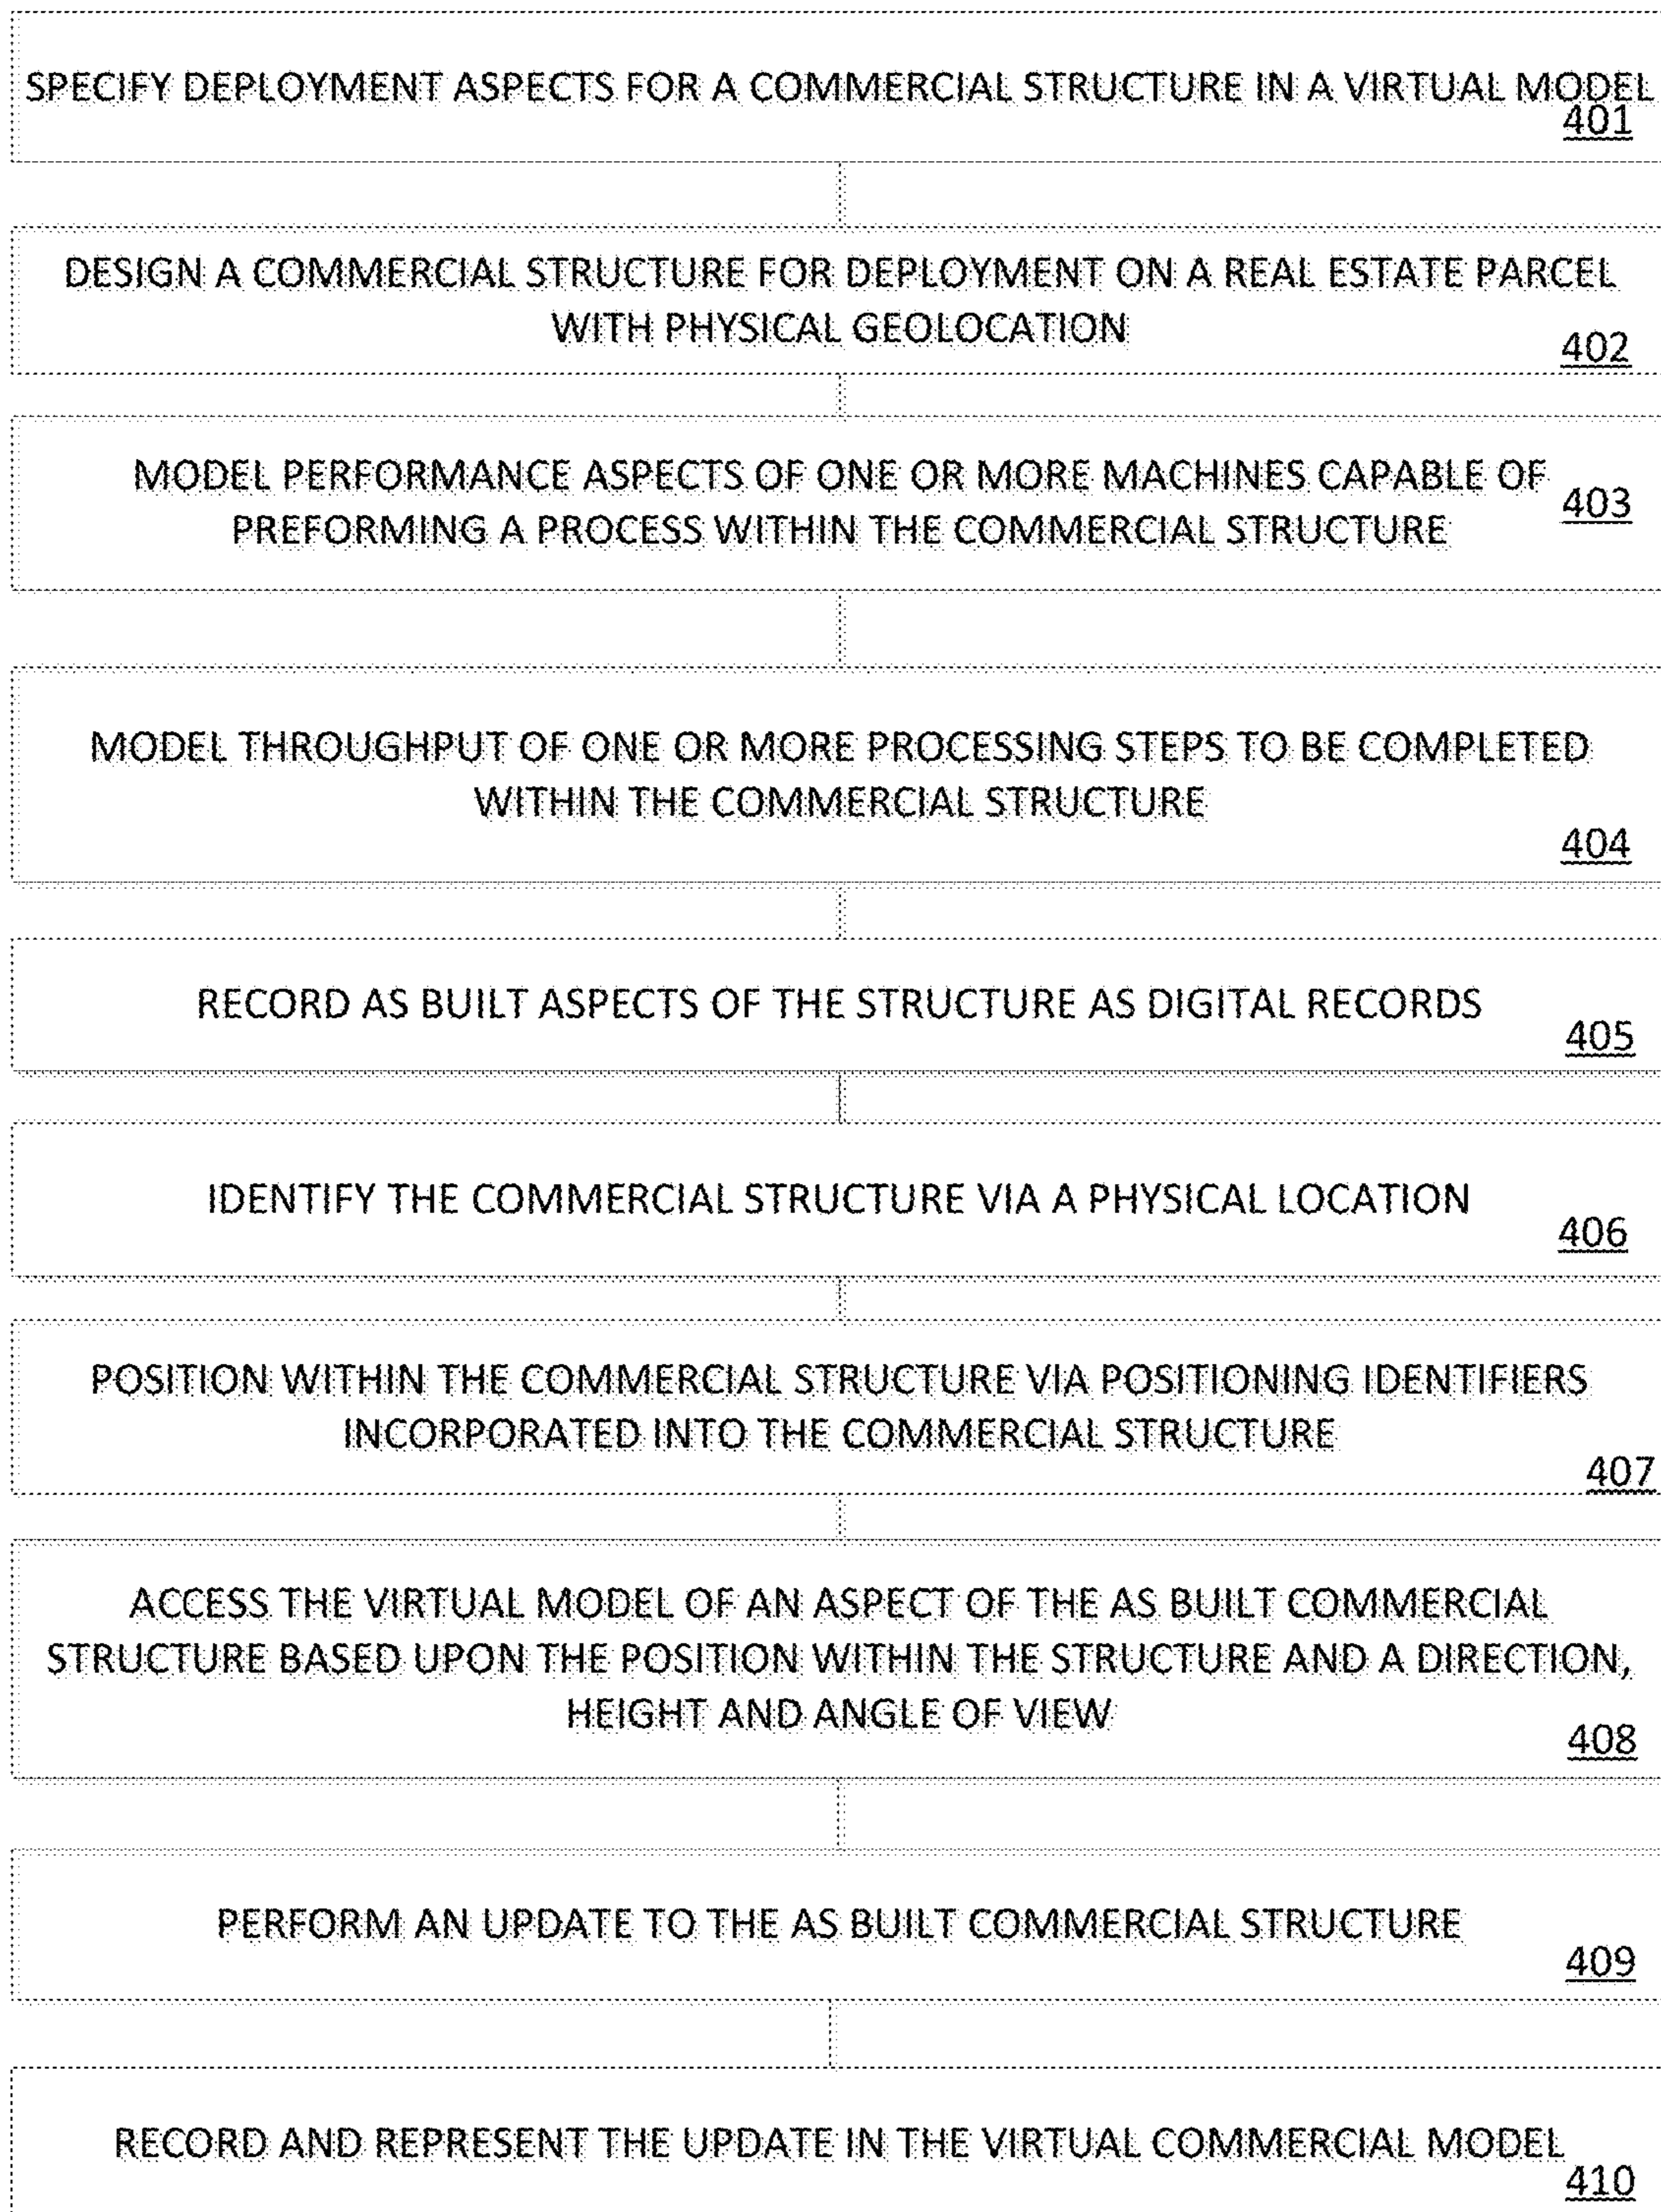 SPECIFY DEPLOYMENT ASPECTS FOR A COMMERCIAL STRUCTURE IN A VIRTUAL MODEL
401
DESIGN A COMMERCIAL STRUCTURE FOR DEPLOYMENT ON A REAL ESTATE PARCEL
WITH PHYSICAL GEOLOCATION
402
MODEL PERFORMANCE ASPECTS OF ONE OR MORE MACHINES CAPABLE OF
403
PREFORMING A PROCESS WITHIN THE COMMERCIAL STRUCTURE
MODEL THROUGHPUT OF ONE OR MORE PROCESSING STEPS TO BE COMPLETED
WITHIN THE COMMERCIAL STRUCTURE
404
RECORD AS BUILT ASPECTS OF THE STRUCTURE AS DIGITAL RECORDS
405
IDENTIFY THE COMMERCIAL STRUCTURE VIA A PHYSICAL LOCATION
406
POSITION WITHIN THE COMMERCIAL STRUCTURE VIA POSITIONING IDENTIFIERS
INCORPORATED INTO THE COMMERCIAL STRUCTURE
407
ACCESS THE VIRTUAL MODEL OF AN ASPECT OF THE AS BUILT COMMERCIAL
STRUCTURE BASED UPON THE POSITION WITHIN THE STRUCTURE AND A DIRECTION,
HEIGHT AND ANGLE OF VIEW
408
PERFORM AN UPDATE TO THE AS BUILT COMMERCIAL STRUCTURE
409
RECORD AND REPRESENT THE UPDATE IN THE VIRTUAL COMMERCIAL MODEL
410